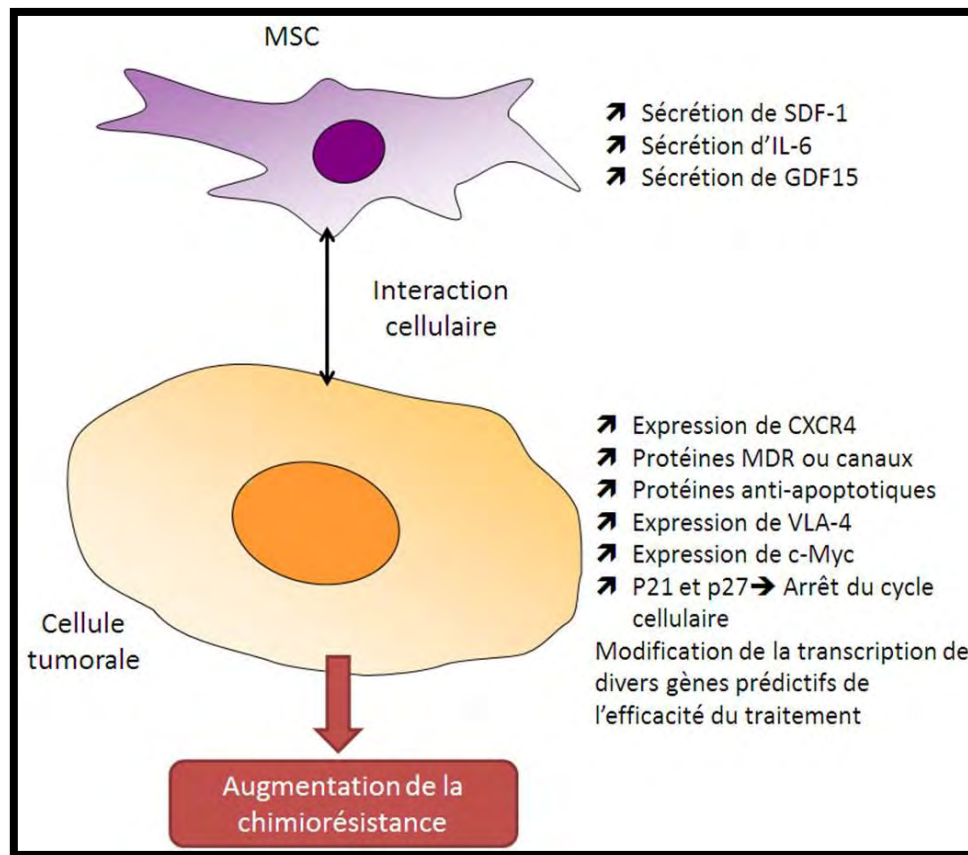 MSC
↗ Sécrétion de SDF-1
↗ Sécrétion d’IL-6
↗ Sécrétion de GDF15
Interaction
cellulaire
↗ Expression de CXCR4
↗ Protéines MDR ou canaux
↗ Protéines anti-apoptotiques
↗ Expression de VLA-4
↗ Expression de c-Myc
↗ P21 et p27➔ Arrêt du cycle
cellulaire
Modification de la transcription de
divers gènes prédictifs de
l’efficacité du traitement
Cellule
tumorale
Augmentation de la
chimiorésistance